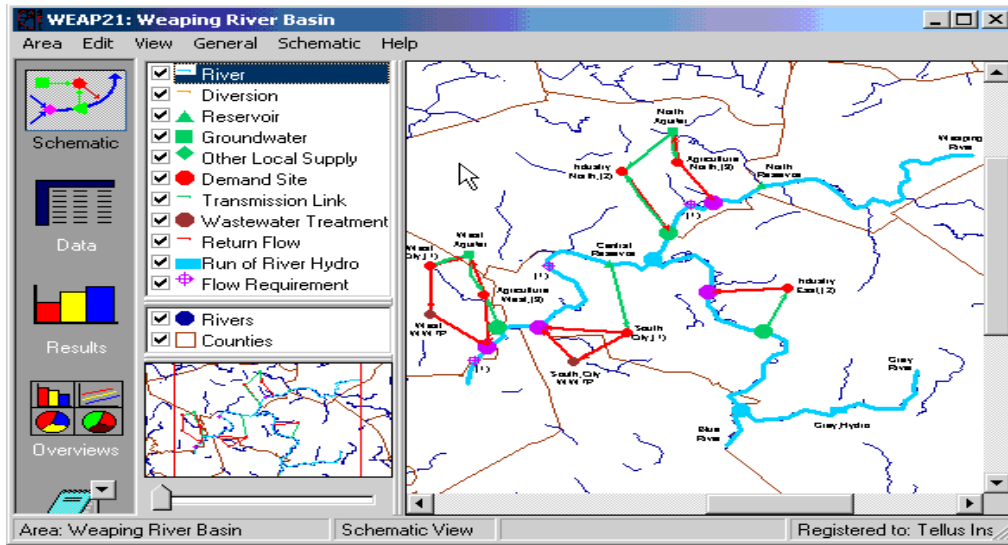 WEAP21: Weaping River Basin
Area Edit View General Schematic Help
Schematic
Data
Results
Overviews
River
Diversion
Reservoir
Groundwater
Other Local Supply
Demand Site
Transmission Link
Wastewater Treatment
Return Flow
Run of River Hydro
Flow Requirement
Rivers
Counties
North
Aquifer
Weaping
River
Industry
North, (2)
Agriculture
North, (3)
North
Reservoir
(1)
West
Aquifer
Central
Reservoir
West
City, (1)
(1)
Agriculture
West, (3)
Industry
East, (2)
West
WWTP
South
City, (1)
(1)
South City
WWTP
Grey
River
Blue
River
Grey Hydro
Area: Weaping River Basin
Schematic View
Registered to: Tellus Ins